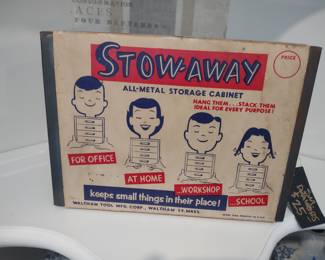 ACES
STOW-AWAY
PRICE
ALL-METAL STORAGE CABINET
HANG THEM...STACK THEM
IDEAL FOR EVERY PURPOSE!
FOR OFFICE
AT HOME
...WORKSHOP
...SCHOOL
keeps small things in their place!
WALTHAM TOOL MFG. CORP., WALTHAM 54, MASS.